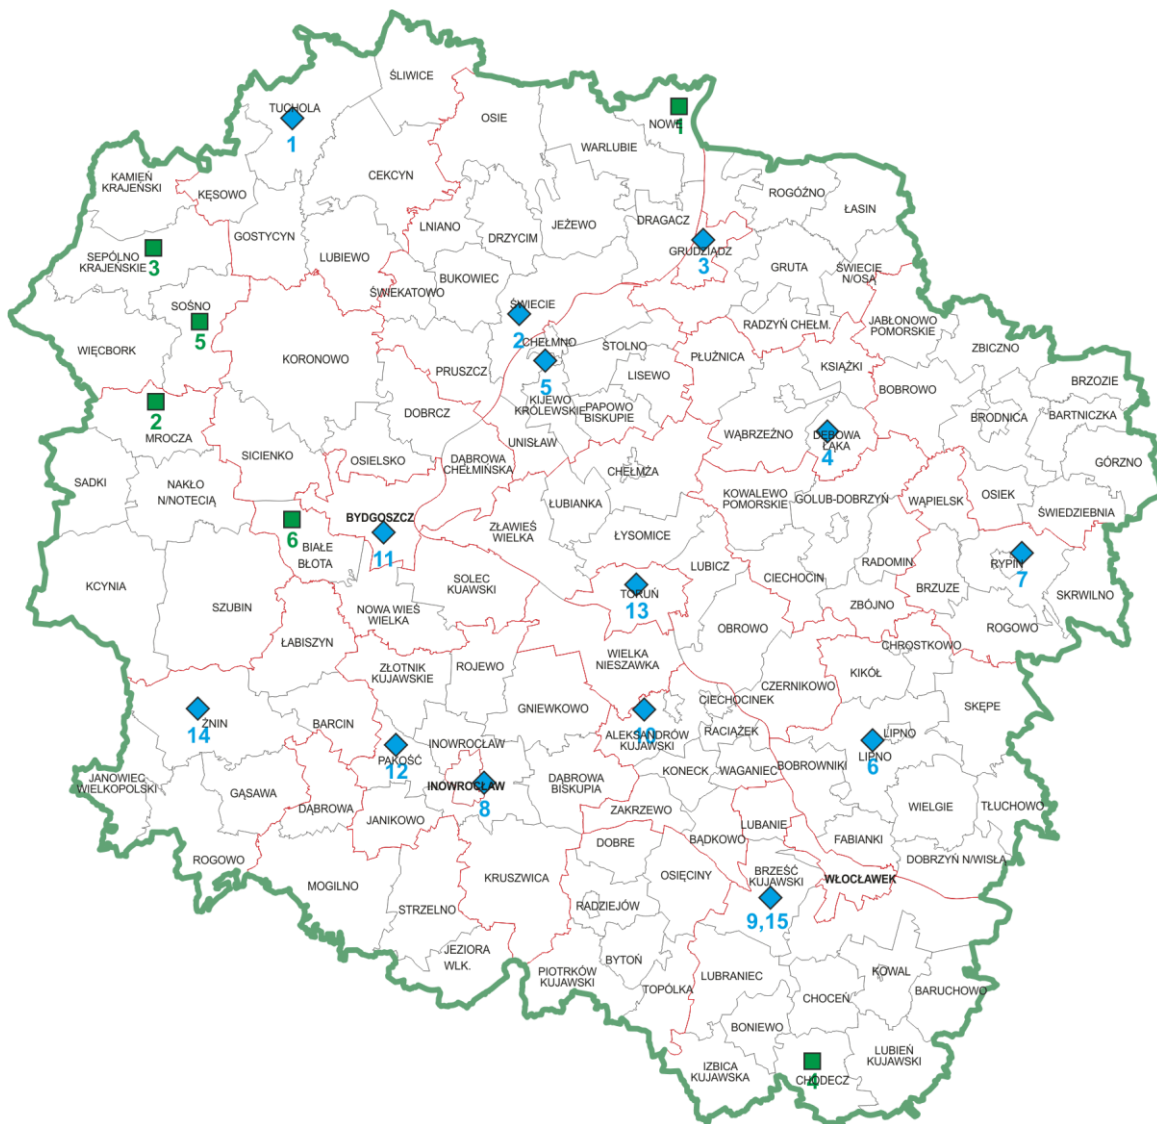 ŚLIWICE
TUCHOLA
1
OSIE
NOWE
1
WARLUBIE
KAMIEŃ
KRAJEŃSKI
KĘSOWO
CEKCYN
ROGÓŹNO
ŁASIN
GOSTYCYN
LNIANO
DRZYCIM
JEŻEWO
DRAGACZ
GRUDZIĄDZ
3
SEPÓLNO
KRAJEŃSKIE
3
LUBIEWO
BUKOWIEC
GRUTA
ŚWIECIE
N/OSĄ
ŚWIEKATOWO
SOŚNO
5
ŚWIECIE
2
RADZYŃ CHEŁM.
JABŁONOWO
POMORSKIE
WIĘCBORK
KORONOWO
PRUSZCZ
CHEŁMNO
5
STOLNO
LISEWO
PŁUŻNICA
KSIĄŻKI
ZBICZNO
BOBROWO
BRZOZIE
2
MROCZA
DOBRCZ
KIJEWO
KRÓLEWSKIE
PAPOWO
BISKUPIE
BRODNICA
BARTNICZKA
WĄBRZEŹNO
DĘBOWA
ŁĄKA
4
UNISŁAW
SICIENKO
OSIELSKO
DĄBROWA
CHEŁMIŃSKA
CHEŁMŻA
GÓRZNO
SADKI
NAKŁO
N/NOTECIĄ
KOWALEWO
POMORSKIE
GOLUB-DOBRZYŃ
WĄPIELSK
OSIEK
ŚWIEDZIEBNIA
ŁUBIANKA
BYDGOSZCZ
11
6
BIAŁE
BŁOTA
ZŁAWIEŚ
WIELKA
ŁYSOMICE
LUBICZ
CIECHOCIN
RADOMIN
BRZUZE
RYPIN
7
SKRWILNO
KCYNIA
SZUBIN
SOLEC
KUAWSKI
NOWA WIEŚ
WIELKA
TORUŃ
13
ZBÓJNO
ROGOWO
OBROWO
ŁABISZYN
CHROSTKOWO
WIELKA
NIESZAWKA
ZŁOTNIK
KUJAWSKIE
ROJEWO
KIKÓŁ
CZERNIKOWO
CIECHOCINEK
GNIEWKOWO
SKĘPE
ŻNIN
14
BARCIN
10
ALEKSANDRÓW
KUJAWSKI
RACIĄŻEK
LIPNO
LIPNO
6
INOWROCŁAW
PAKOŚĆ
12
KONECK
WAGANIEC
BOBROWNIKI
JANOWIEC
WIELKOPOLSKI
GĄSAWA
INOWROCŁAW
8
DĄBROWA
BISKUPIA
DĄBROWA
JANIKOWO
ZAKRZEWO
WIELGIE
TŁUCHOWO
LUBANIE
BĄDKOWO
FABIANKI
DOBRE
ROGOWO
DOBRZYŃ N/WISŁĄ
BRZEŚĆ
KUJAWSKI
9,15
WŁOCŁAWEK
OSIĘCINY
MOGILNO
KRUSZWICA
STRZELNO
RADZIEJÓW
JEZIORA
WLK.
BYTOŃ
PIOTRKÓW
KUJAWSKI
TOPÓLKA
LUBRANIEC
KOWAL
BARUCHOWO
CHOCEŃ
BONIEWO
LUBIEŃ
KUJAWSKI
IZBICA
KUJAWSKA
CHODECZ
4